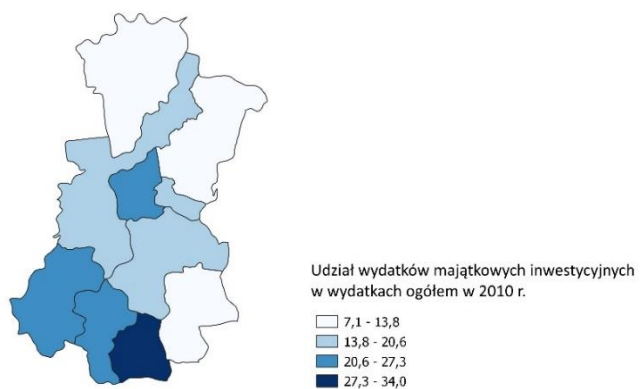 Udział wydatków majątkowych inwestycyjnych
w wydatkach ogółem w 2010 r.
7,1 - 13,8
13,8 - 20,6
20,6 - 27,3
27,3 - 34,0